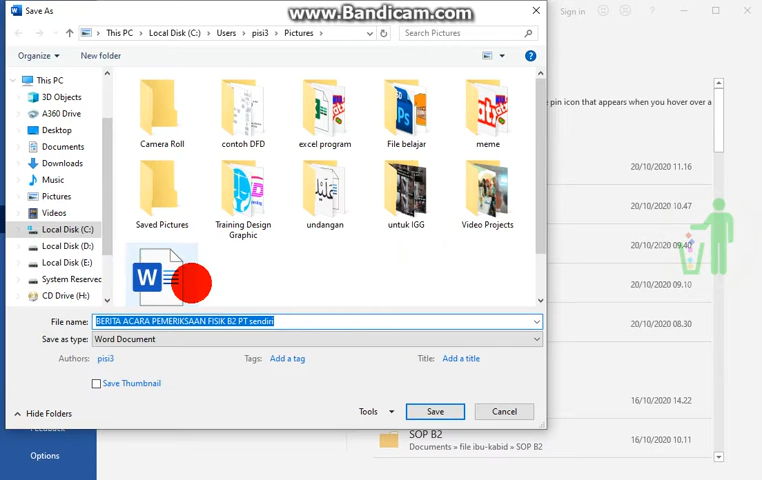 www.Bandicam.com
Save As
Sign in
?
This PC > Local Disk (C:) > Users > pisi3 > Pictures >
Search Pictures
Organize
New folder
e pin icon that appears when you hover over a
This PC
3D Objects
A360 Drive
Desktop
Documents
Downloads
Music
Pictures
Videos
Local Disk (C:)
Local Disk (D:)
Local Disk (E:)
System Reserved
CD Drive (H:)
Camera Roll
contoh DFD
excel program
File belajar
meme
Saved Pictures
Training Design
Graphic
undangan
untuk IGG
Video Projects
20/10/2020 11.16
20/10/2020 10.47
20/10/2020 09.40
20/10/2020 09.10
20/10/2020 08.30
16/10/2020 14.22
16/10/2020 10.11
File name:
BERITA ACARA PEMERIKSAAN FISIK B2 PT sendiri
Save as type:
Word Document
Authors:
pisi3
Tags:
Add a tag
Title:
Add a title
Save Thumbnail
Hide Folders
Tools
Save
Cancel
Feedback
Options
SOP B2
Documents » file ibu-kabid » SOP B2